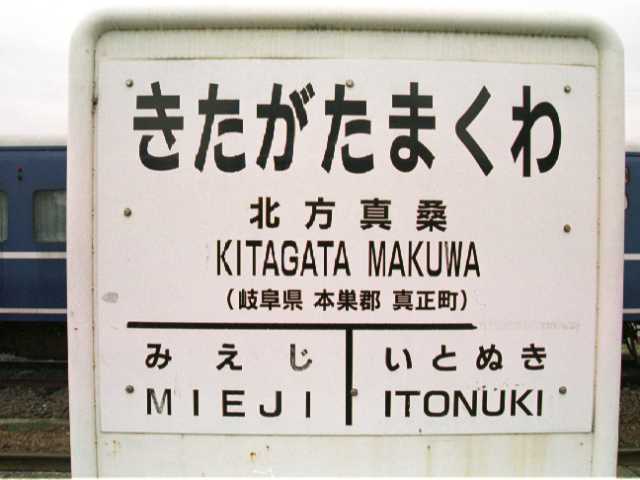 きたがたまくわ
北方真桑
KITAGATA MAKUWA
（岐阜県 本巣郡 真正町）
みえじ いとぬき
MIEJI ITONUKI